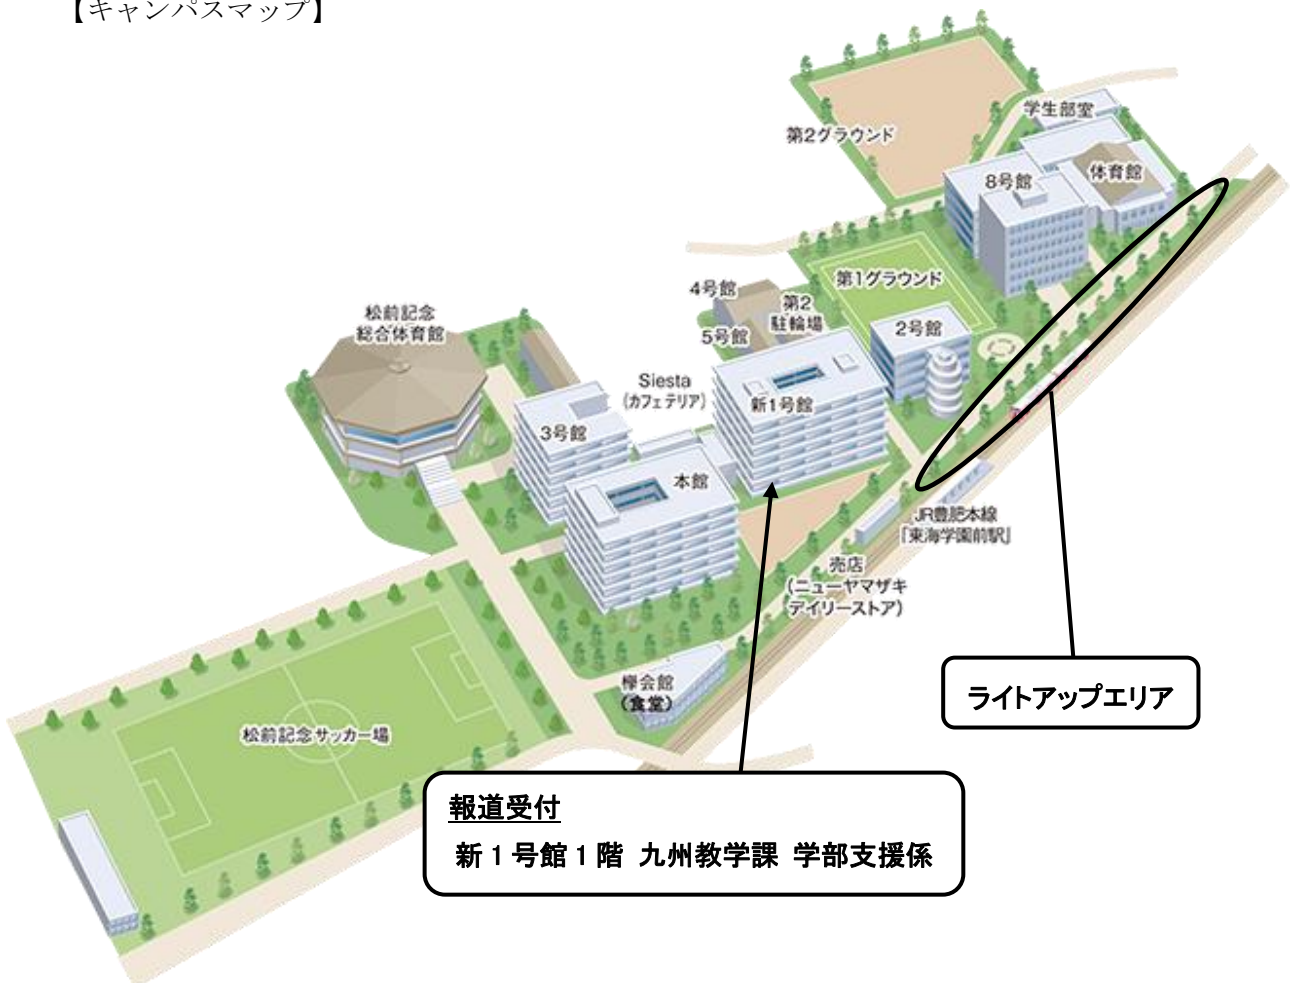 【キャンパスマップ】
学生部室
第2グラウンド
体育館
8号館
第1グラウンド
4号館
第2
駐輪場
松前記念
総合体育館
5号館
2号館
Siesta
(カフェテリア)
新1号館
3号館
本館
JR豊肥本線
「東海学園前駅」
売店
(ニューヤマザキ
デイリーストア)
欅会館
(食堂)
ライトアップエリア
松前記念サッカー場
報道受付
新1号館1階 九州教学課 学部支援係